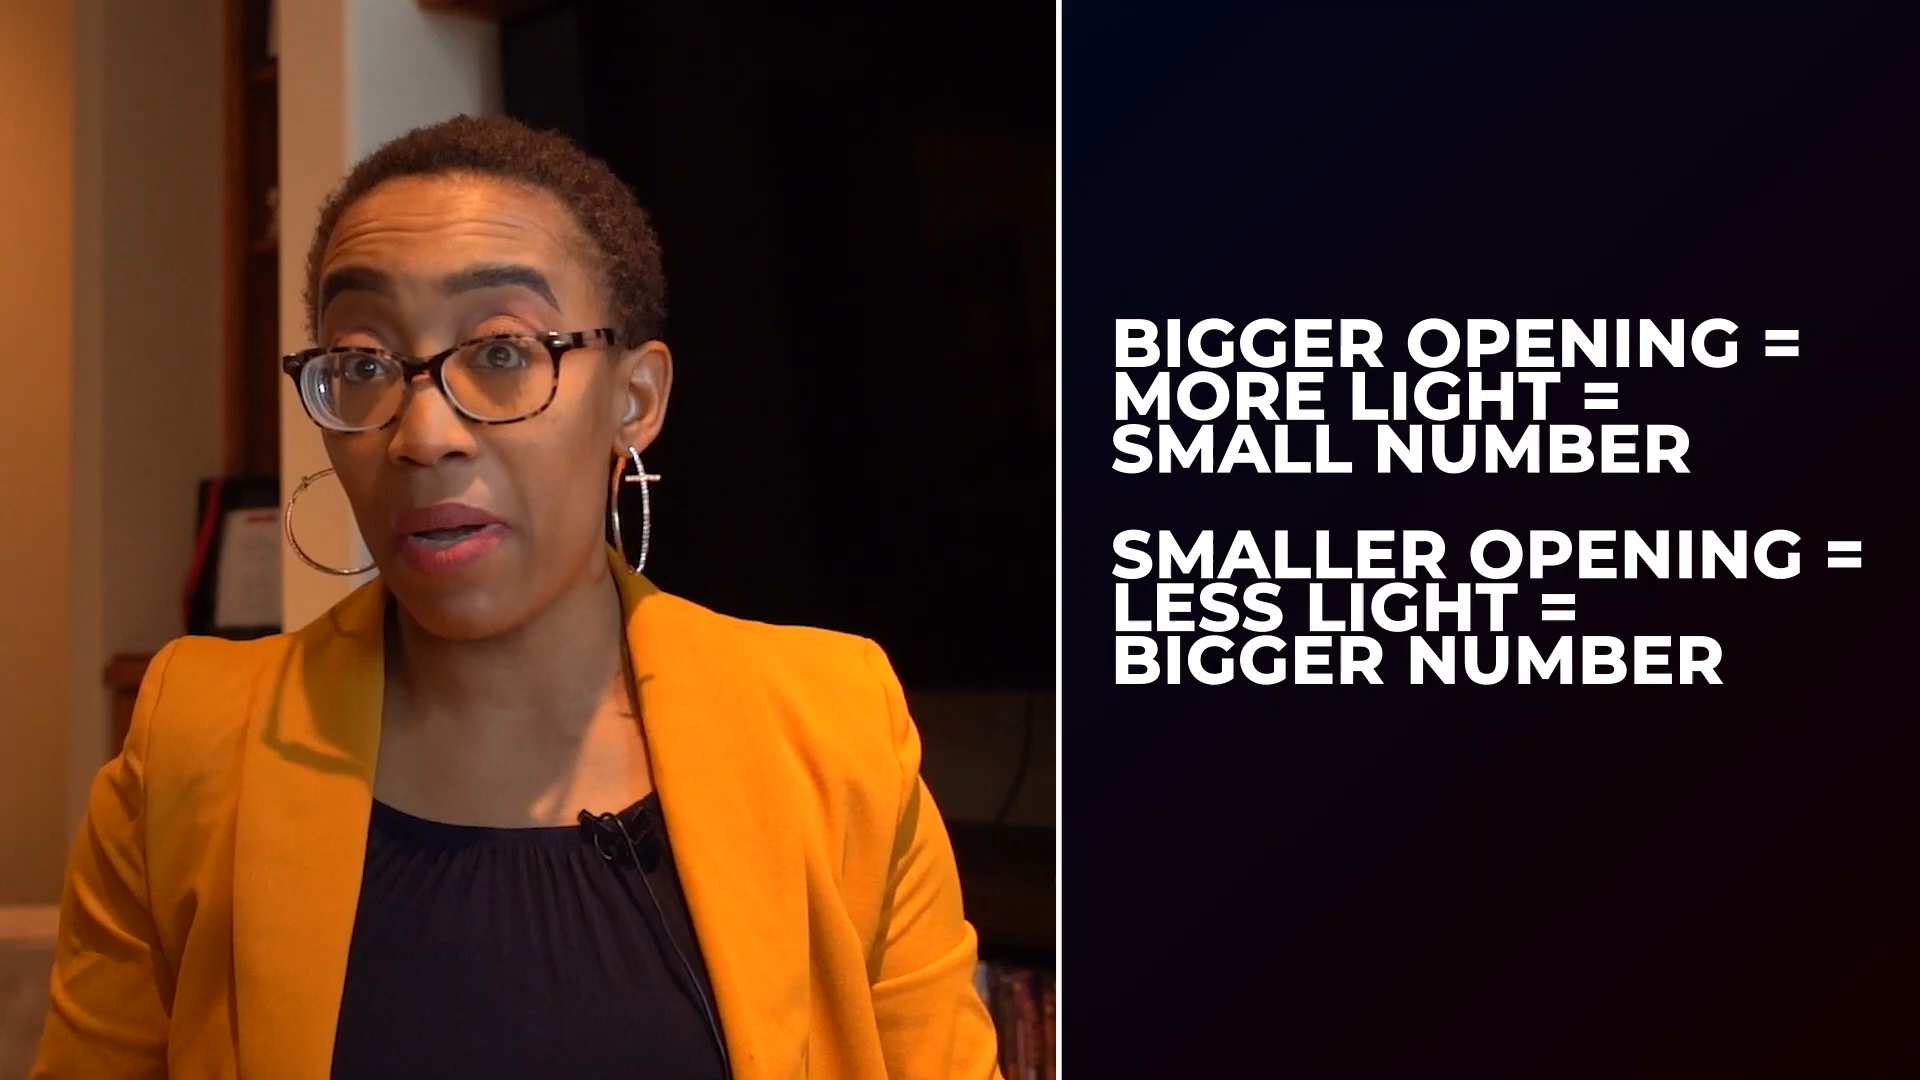 BIGGER OPENING =
MORE LIGHT =
SMALL NUMBER
SMALLER OPENING =
LESS LIGHT =
BIGGER NUMBER